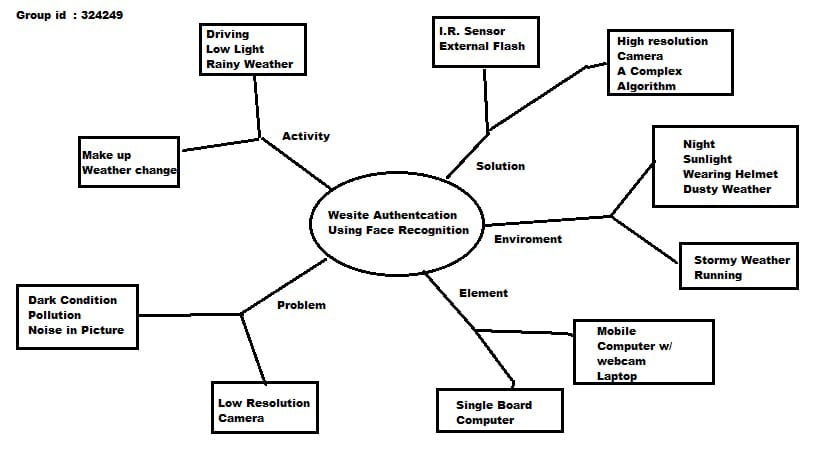 Group id : 324249
Driving
Low Light
Rainy Weather
I.R. Sensor
External Flash
High resolution
Camera
A Complex
Algorithm
Make up
Weather change
Activity
Solution
Night
Sunlight
Wearing Helmet
Dusty Weather
Wesite Authentcation
Using Face Recognition
Enviroment
Stormy Weather
Running
Element
Problem
Dark Condition
Pollution
Noise in Picture
Mobile
Computer w/
webcam
Laptop
Low Resolution
Camera
Single Board
Computer